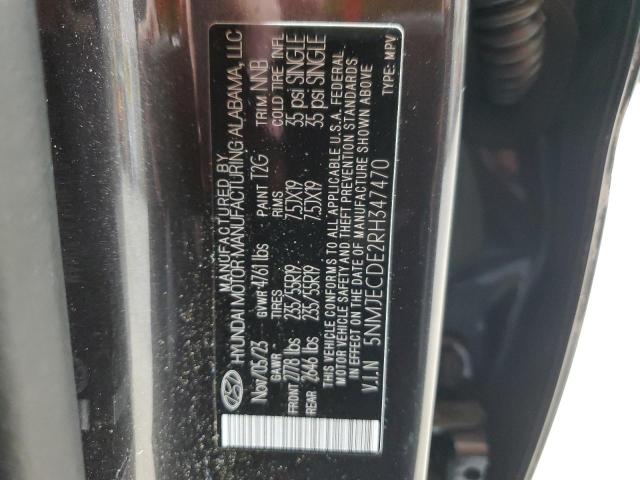 MANUFACTURED BY
HYUNDAI MOTOR MANUFACTURING ALABAMA, LLC
Nov/06/23 GVWR 4761 lbs PAINT T2G TRIM NNB
GAWR TIRES RIMS COLD TIRE INFL
FRONT 2778 lbs 235/55R19 7.5JX19 35 psi SINGLE
REAR 2646 lbs 235/55R19 7.5JX19 35 psi SINGLE
THIS VEHICLE CONFORMS TO ALL APPLICABLE U.S.A. FEDERAL
MOTOR VEHICLE SAFETY AND THEFT PREVENTION STANDARDS
IN EFFECT ON THE DATE OF MANUFACTURE SHOWN ABOVE
V.I.N 5NMJECDE2RH347470 TYPE: MPV